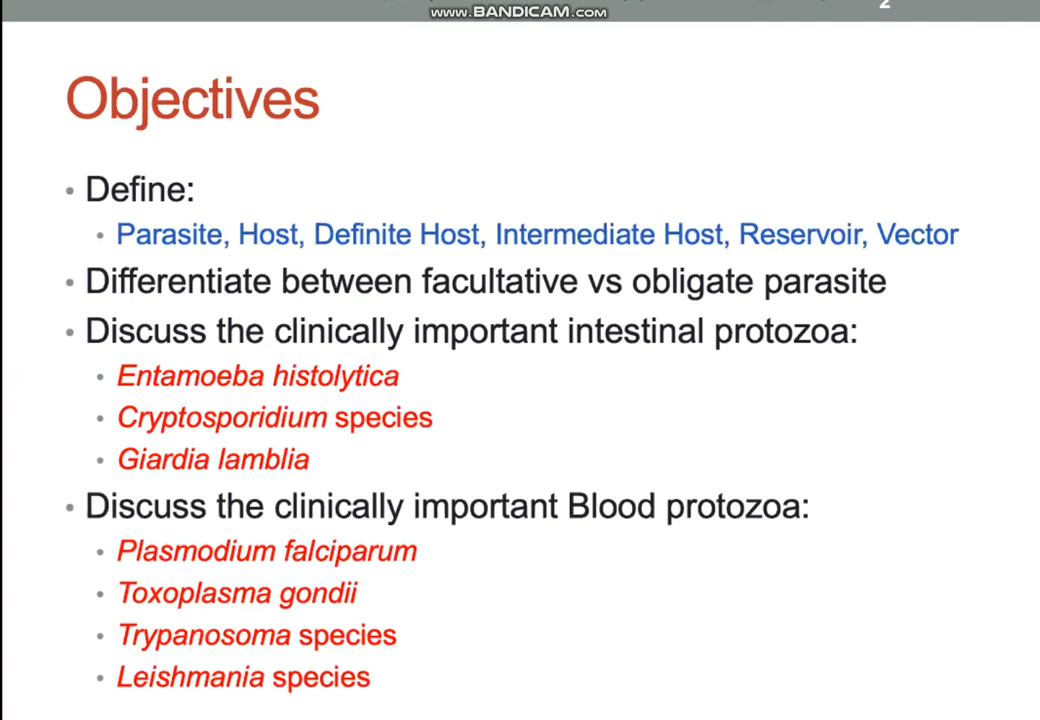 www.BANDICAM.com
2
Objectives
• Define:
• Parasite, Host, Definite Host, Intermediate Host, Reservoir, Vector
• Differentiate between facultative vs obligate parasite
• Discuss the clinically important intestinal protozoa:
• Entamoeba histolytica
• Cryptosporidium species
• Giardia lamblia
• Discuss the clinically important Blood protozoa:
• Plasmodium falciparum
• Toxoplasma gondii
• Trypanosoma species
• Leishmania species